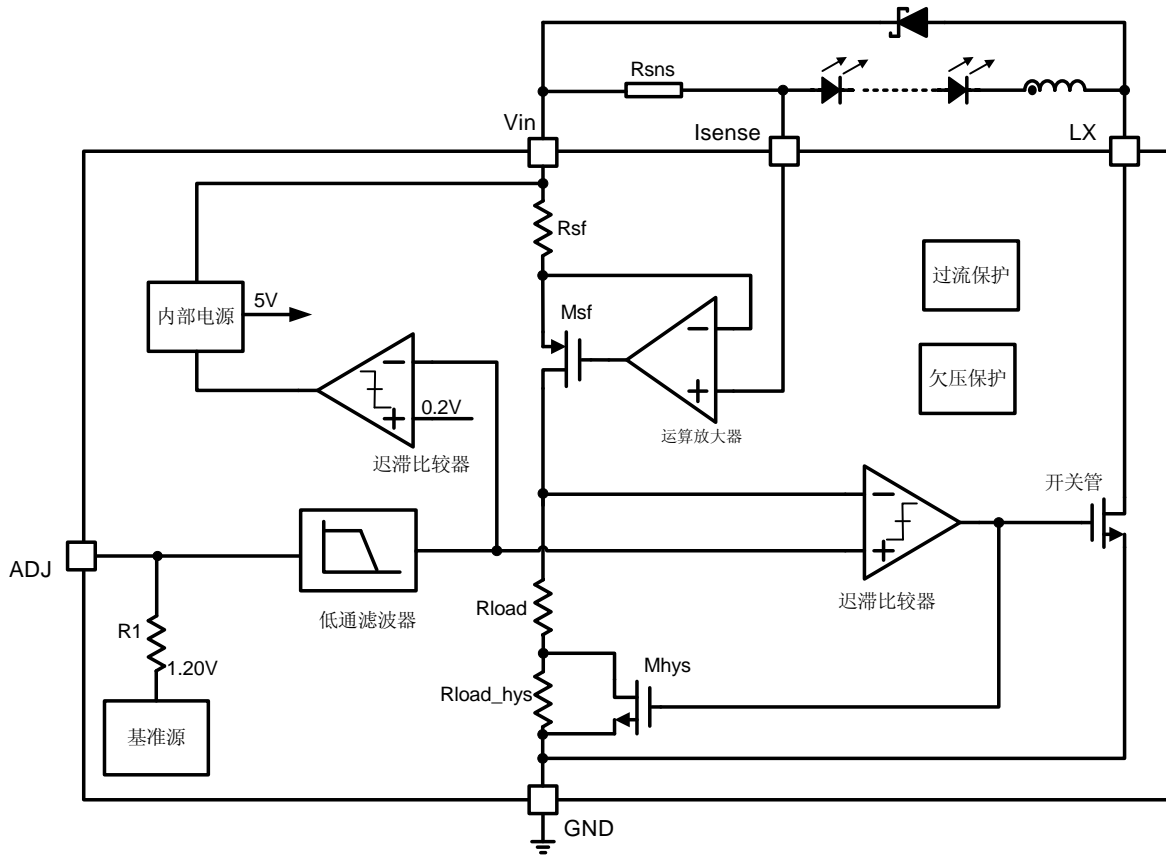 Rsns
Vin
Isense
LX
Rsf
过流保护
内部电源
5V
Msf
欠压保护
0.2V
运算放大器
迟滞比较器
开关管
ADJ
低通滤波器
Rload
迟滞比较器
R1
1.20V
Mhys
Rload_hys
基准源
GND